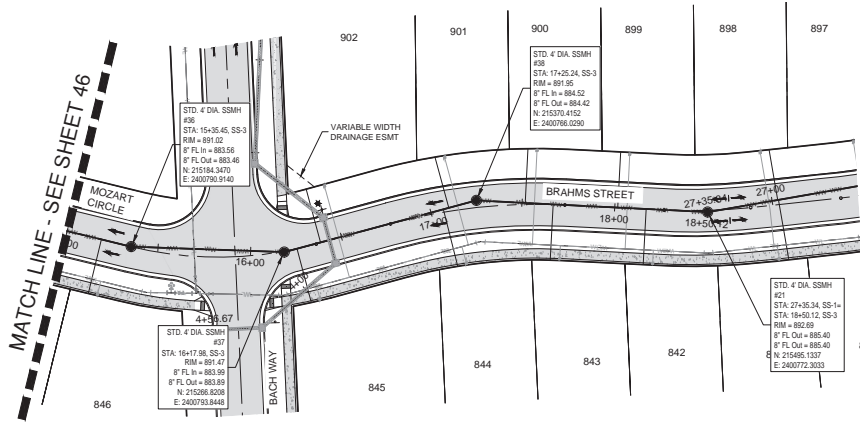 902
901
900
899
898
897
MATCH LINE - SEE SHEET 46
MOZART
CIRCLE
STD. 4' DIA. SSMH
#36
STA: 15+35.45, SS-3
RIM = 891.02
8" FL In = 883.56
8" FL Out = 883.46
N: 215184.3470
E: 2400790.9140
VARIABLE WIDTH
DRAINAGE ESMT
STD. 4' DIA. SSMH
#38
STA: 17+25.24, SS-3
RIM = 891.95
8" FL In = 884.52
8" FL Out = 884.42
N: 215370.4152
E: 2400766.0290
BRAHMS STREET
27+35.34
27+00
17+00
18+00
18+50.12
16+00
4+56.67
STD. 4' DIA. SSMH
#37
STA: 16+17.98, SS-3
RIM = 891.47
8" FL In = 883.99
8" FL Out = 883.89
N: 215266.8208
E: 2400793.8448
BACH WAY
STD. 4' DIA. SSMH
#21
STA: 27+35.34, SS-1=
STA: 18+50.12, SS-3
RIM = 892.69
8" FL Out = 885.40
8" FL Out = 885.40
N: 215495.1337
E: 2400772.3033
846
845
844
843
842